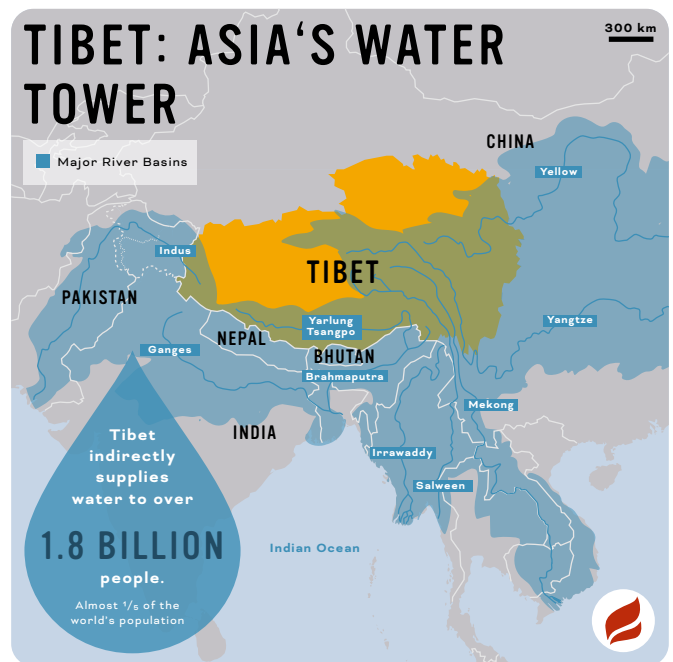 TIBET: ASIA‘S WATER
TOWER
300 km
Major River Basins
CHINA
Yellow
Indus
TIBET
PAKISTAN
Yarlung
Tsangpo
Yangtze
NEPAL
Ganges
BHUTAN
Brahmaputra
Mekong
INDIA
Tibet
indirectly
supplies
water to over
1.8 BILLION
people.
Almost ¹/₅ of the
world's population
Irrawaddy
Salween
Indian Ocean